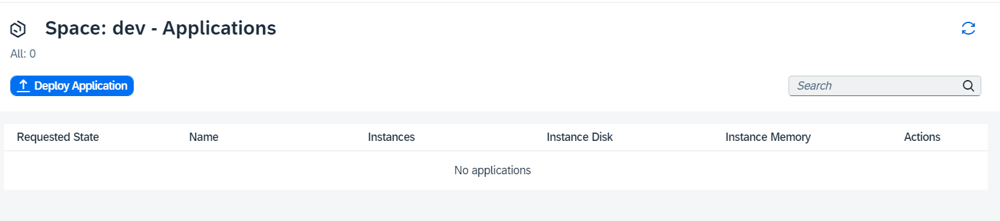 Space: dev - Applications
All: 0
Deploy Application
Search
Requested State Name Instances Instance Disk Instance Memory Actions
No applications